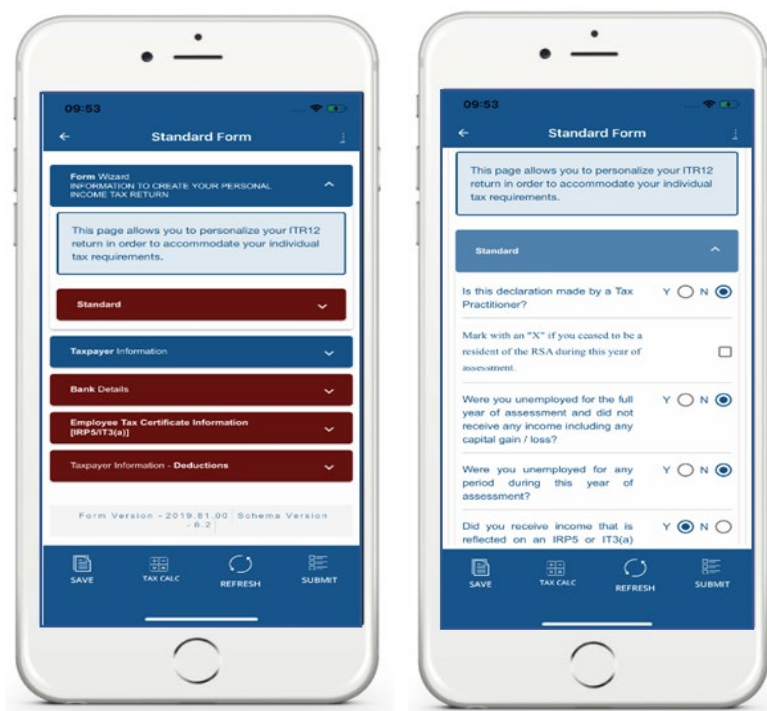 09:53
Standard Form
Form Wizard
INFORMATION TO CREATE YOUR PERSONAL
INCOME TAX RETURN
This page allows you to personalize your ITR12
return in order to accommodate your individual
tax requirements.
Standard
Taxpayer Information
Bank Details
Employee Tax Certificate Information
[IRP5/IT3(a)]
Taxpayer Information - Deductions
Form Version - 2019.81.00 Schema Version
- 8.2
SAVE
TAX CALC
REFRESH
SUBMIT
09:53
Standard Form
This page allows you to personalize your ITR12
return in order to accommodate your individual
tax requirements.
Standard
Is this declaration made by a Tax Y N
Practitioner?
Mark with an "X" if you ceased to be a
resident of the RSA during this year of
assessment.
Were you unemployed for the full Y N
year of assessment and did not
receive any income including any
capital gain / loss?
Were you unemployed for any Y N
period during this year of
assessment?
Did you receive income that is Y N
reflected on an IRP5 or IT3(a)
SAVE
TAX CALC
REFRESH
SUBMIT